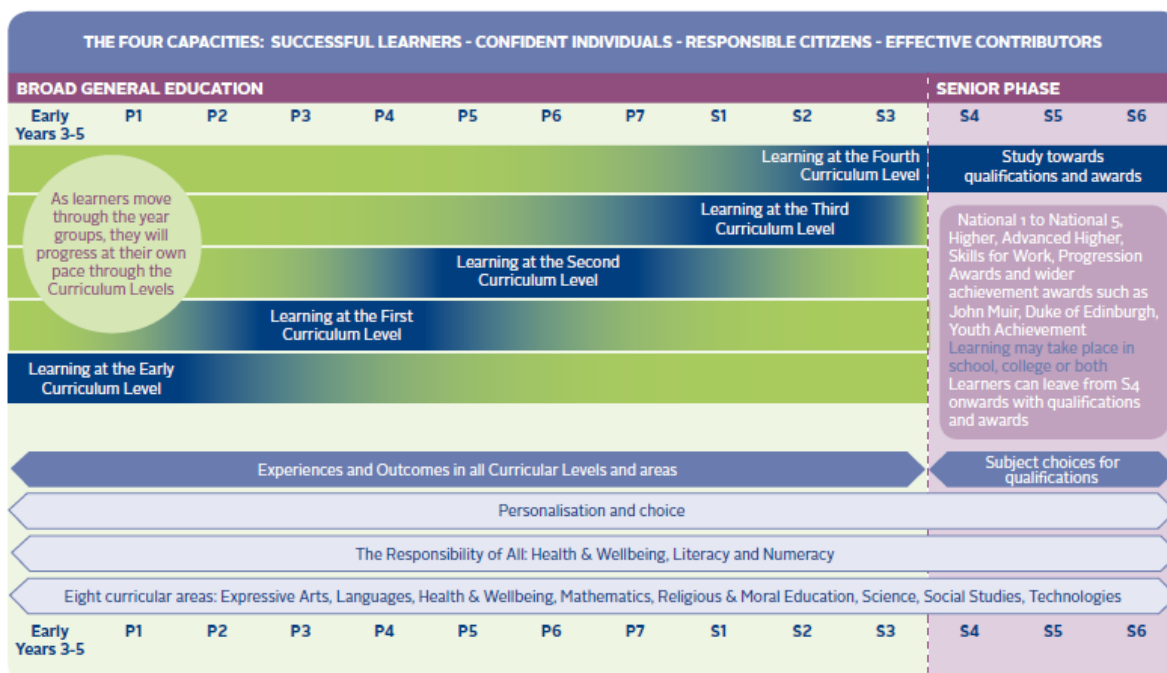 THE FOUR CAPACITIES: SUCCESSFUL LEARNERS - CONFIDENT INDIVIDUALS - RESPONSIBLE CITIZENS - EFFECTIVE CONTRIBUTORS
BROAD GENERAL EDUCATION
SENIOR PHASE
Early Years 3-5 P1 P2 P3 P4 P5 P6 P7 S1 S2 S3 S4 S5 S6
As learners move
through the year
groups, they will
progress at their own
pace through the
Curriculum Levels
Learning at the Fourth
Curriculum Level
Study towards
qualifications and awards
Learning at the Third
Curriculum Level
Learning at the Second
Curriculum Level
Learning at the First
Curriculum Level
Learning at the Early
Curriculum Level
National 1 to National 5,
Higher, Advanced Higher,
Skills for Work, Progression
Awards and wider
achievement awards such as
John Muir, Duke of Edinburgh,
Youth Achievement
Learning may take place in
school, college or both
Learners can leave from S4
onwards with qualifications
and awards
Experiences and Outcomes in all Curricular Levels and areas
Subject choices for
qualifications
Personalisation and choice
The Responsibility of All: Health & Wellbeing, Literacy and Numeracy
Eight curricular areas: Expressive Arts, Languages, Health & Wellbeing, Mathematics, Religious & Moral Education, Science, Social Studies, Technologies
Early Years 3-5 P1 P2 P3 P4 P5 P6 P7 S1 S2 S3 S4 S5 S6